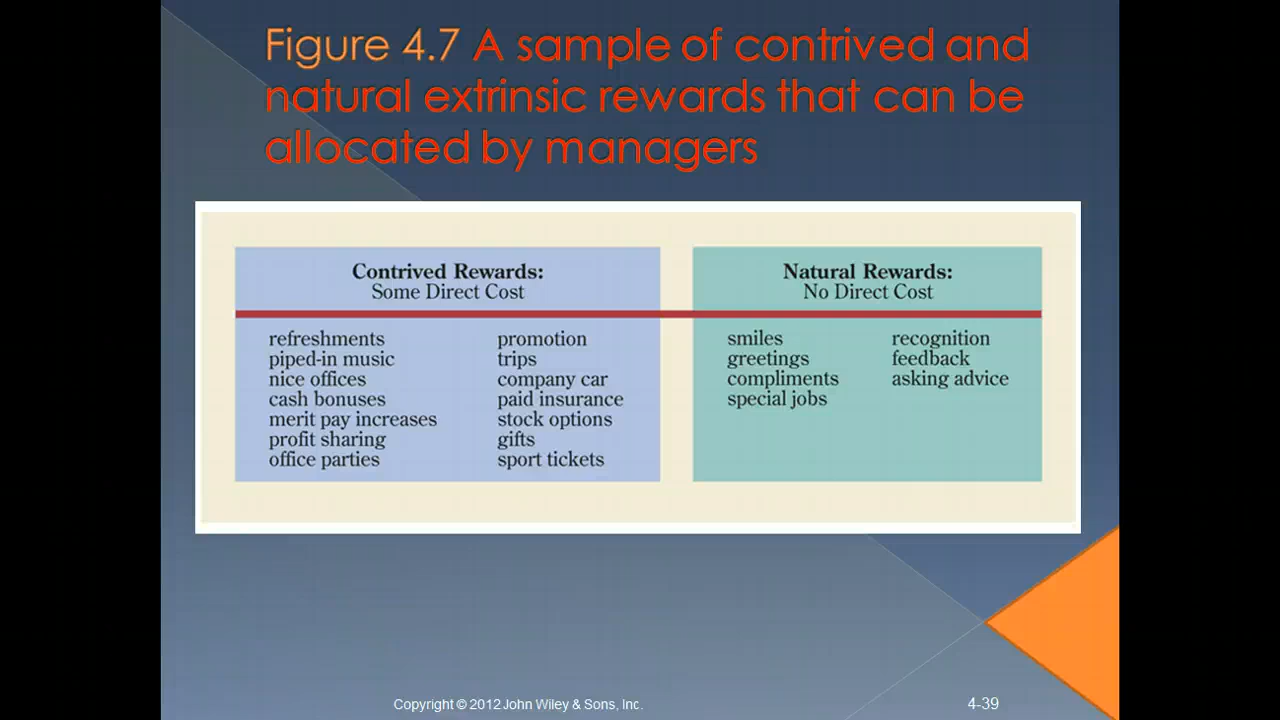 Figure 4.7 A sample of contrived and
natural extrinsic rewards that can be
allocated by managers
Contrived Rewards:
Some Direct Cost
refreshments
piped-in music
nice offices
cash bonuses
merit pay increases
profit sharing
office parties
promotion
trips
company car
paid insurance
stock options
gifts
sport tickets
Natural Rewards:
No Direct Cost
smiles
greetings
compliments
special jobs
recognition
feedback
asking advice
Copyright © 2012 John Wiley & Sons, Inc.
4-39